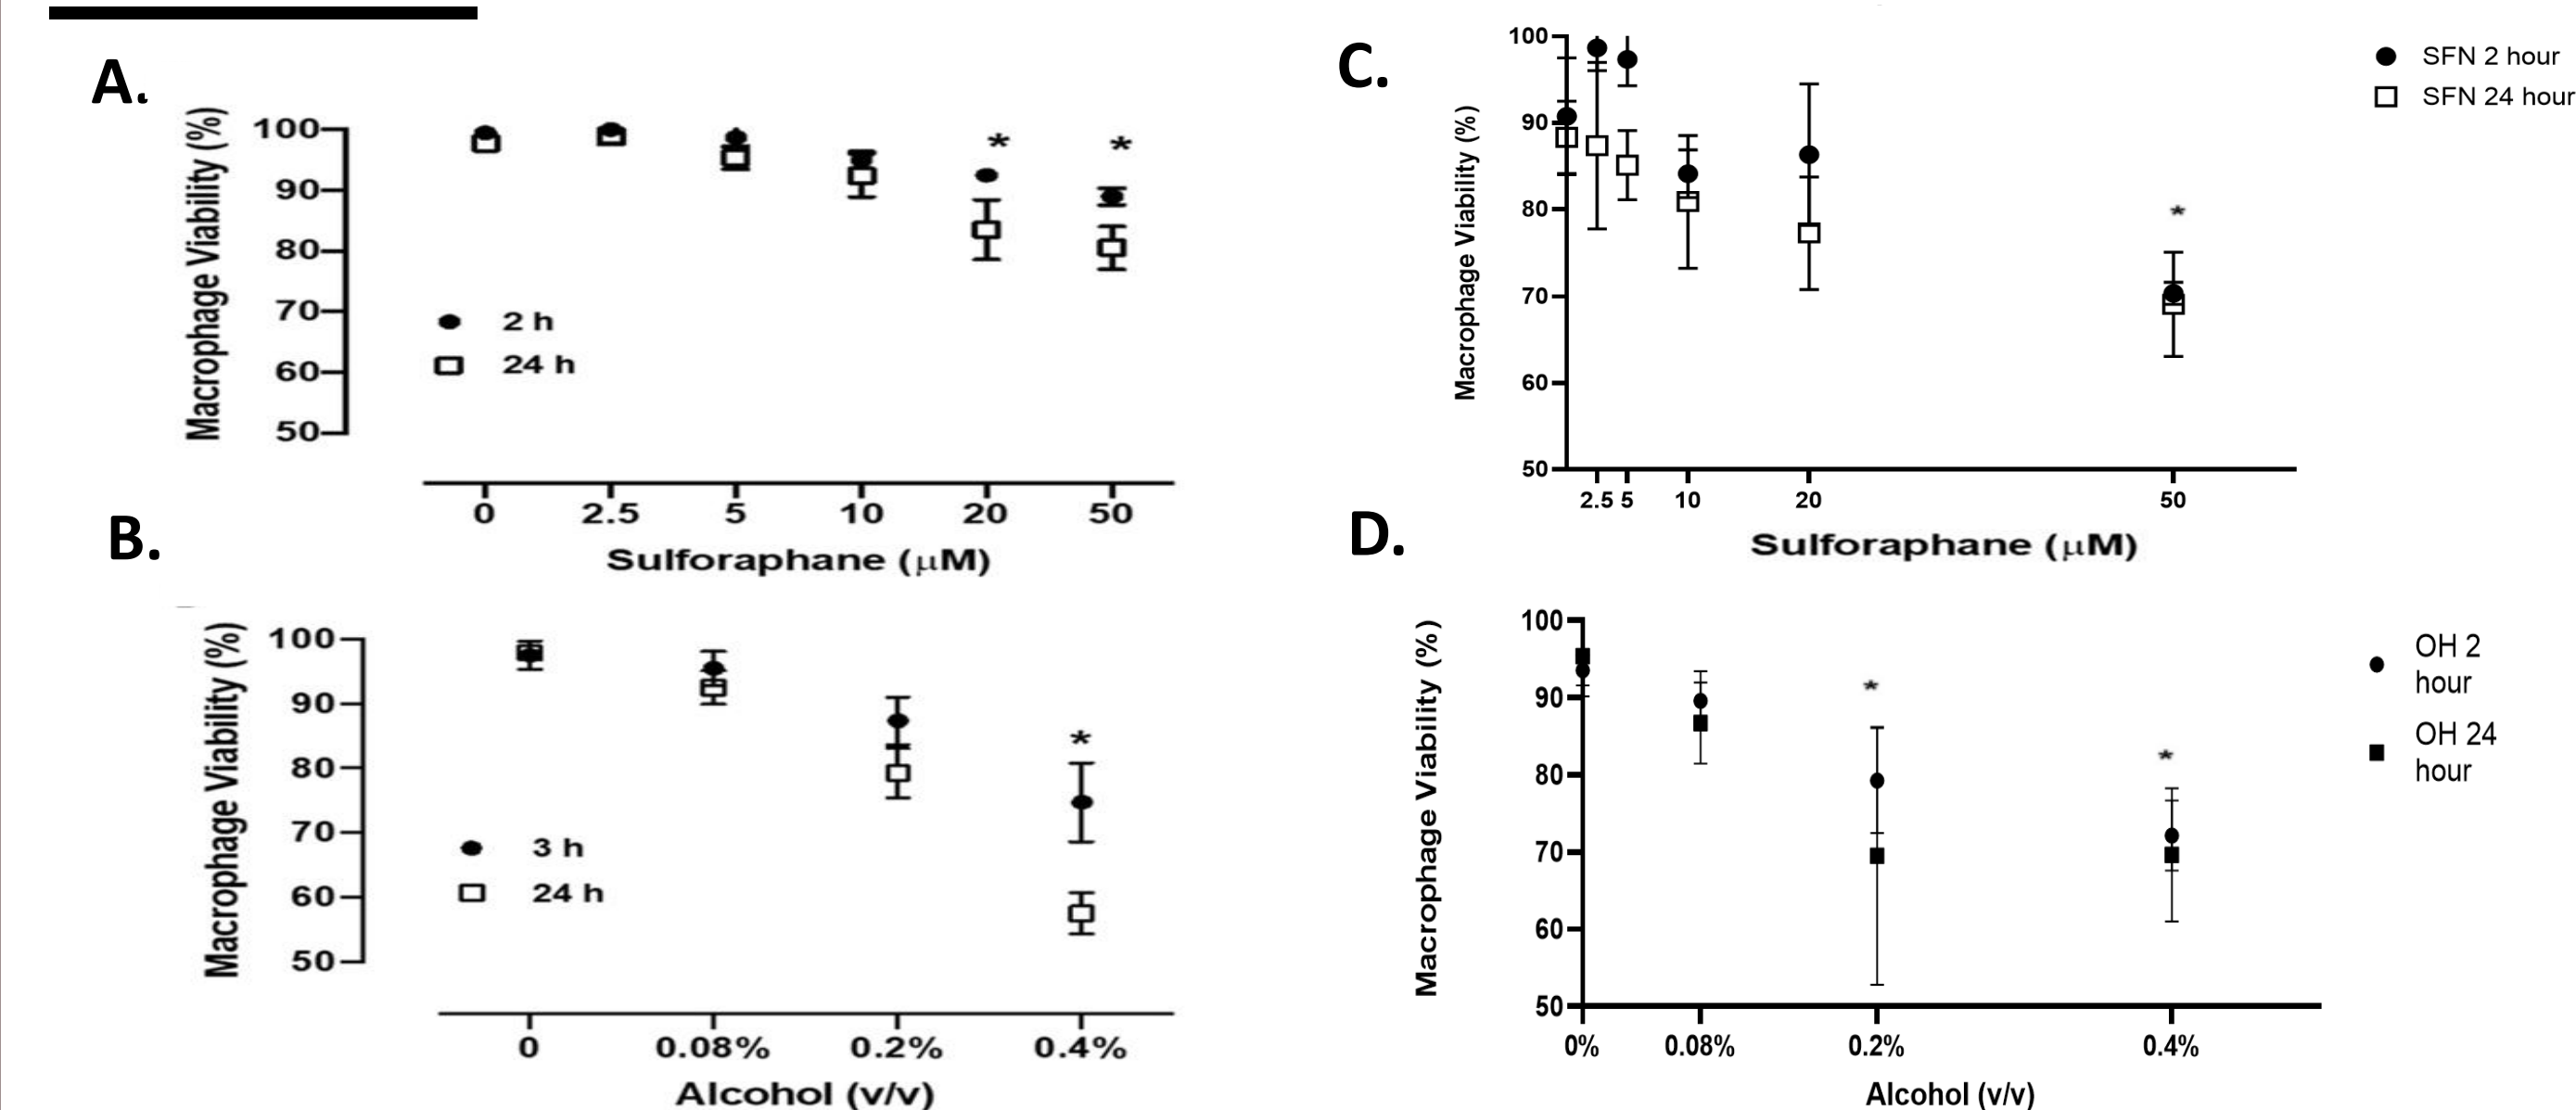 A.
Macrophage Viability (%)
100
90
80
70
60
50
* *
2 h
24 h
0 2.5 5 10 20 50
Sulforaphane (μM)
B.
Macrophage Viability (%)
100
90
80
70
60
50
*
3 h
24 h
0 0.08% 0.2% 0.4%
Alcohol (v/v)
C.
Macrophage Viability (%)
100
90
80
70
60
50
*
SFN 2 hour
SFN 24 hour
2.5 5 10 20 50
Sulforaphane (μM)
D.
Macrophage Viability (%)
100
90
80
70
60
50
*
*
OH 2
hour
OH 24
hour
0% 0.08% 0.2% 0.4%
Alcohol (v/v)